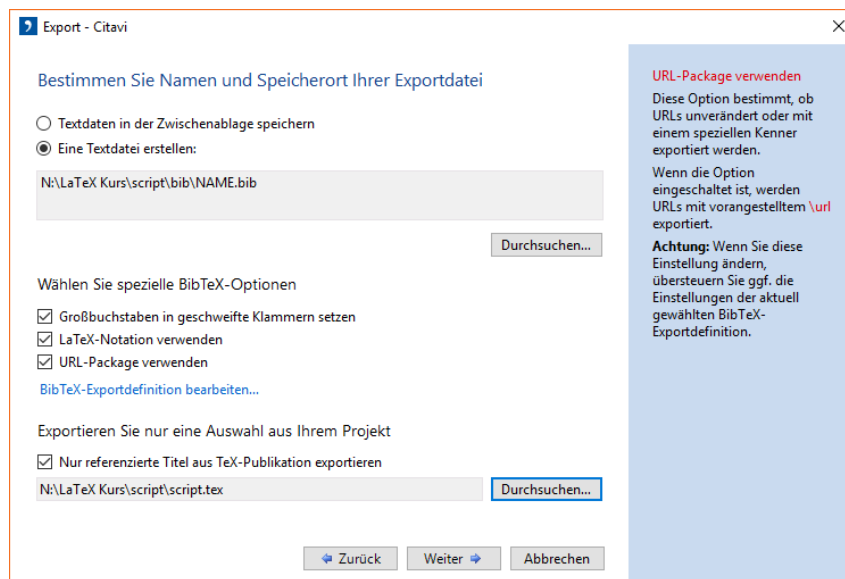 Export - Citavi
Bestimmen Sie Namen und Speicherort Ihrer Exportdatei
Textdaten in der Zwischenablage speichern
Eine Textdatei erstellen:
N:\LaTeX Kurs\script\bib\NAME.bib
Durchsuchen...
Wählen Sie spezielle BibTeX-Optionen
Großbuchstaben in geschweifte Klammern setzen
LaTeX-Notation verwenden
URL-Package verwenden
BibTeX-Exportdefinition bearbeiten...
Exportieren Sie nur eine Auswahl aus Ihrem Projekt
Nur referenzierte Titel aus TeX-Publikation exportieren
N:\LaTeX Kurs\script\script.tex
Durchsuchen...
Zurück
Weiter
Abbrechen
URL-Package verwenden
Diese Option bestimmt, ob
URLs unverändert oder mit
einem speziellen Kenner
exportiert werden.
Wenn die Option
eingeschaltet ist, werden
URLs mit vorangestelltem \url
exportiert.
Achtung: Wenn Sie diese
Einstellung ändern,
übersteuern Sie ggf. die
Einstellungen der aktuell
gewählten BibTeX-
Exportdefinition.